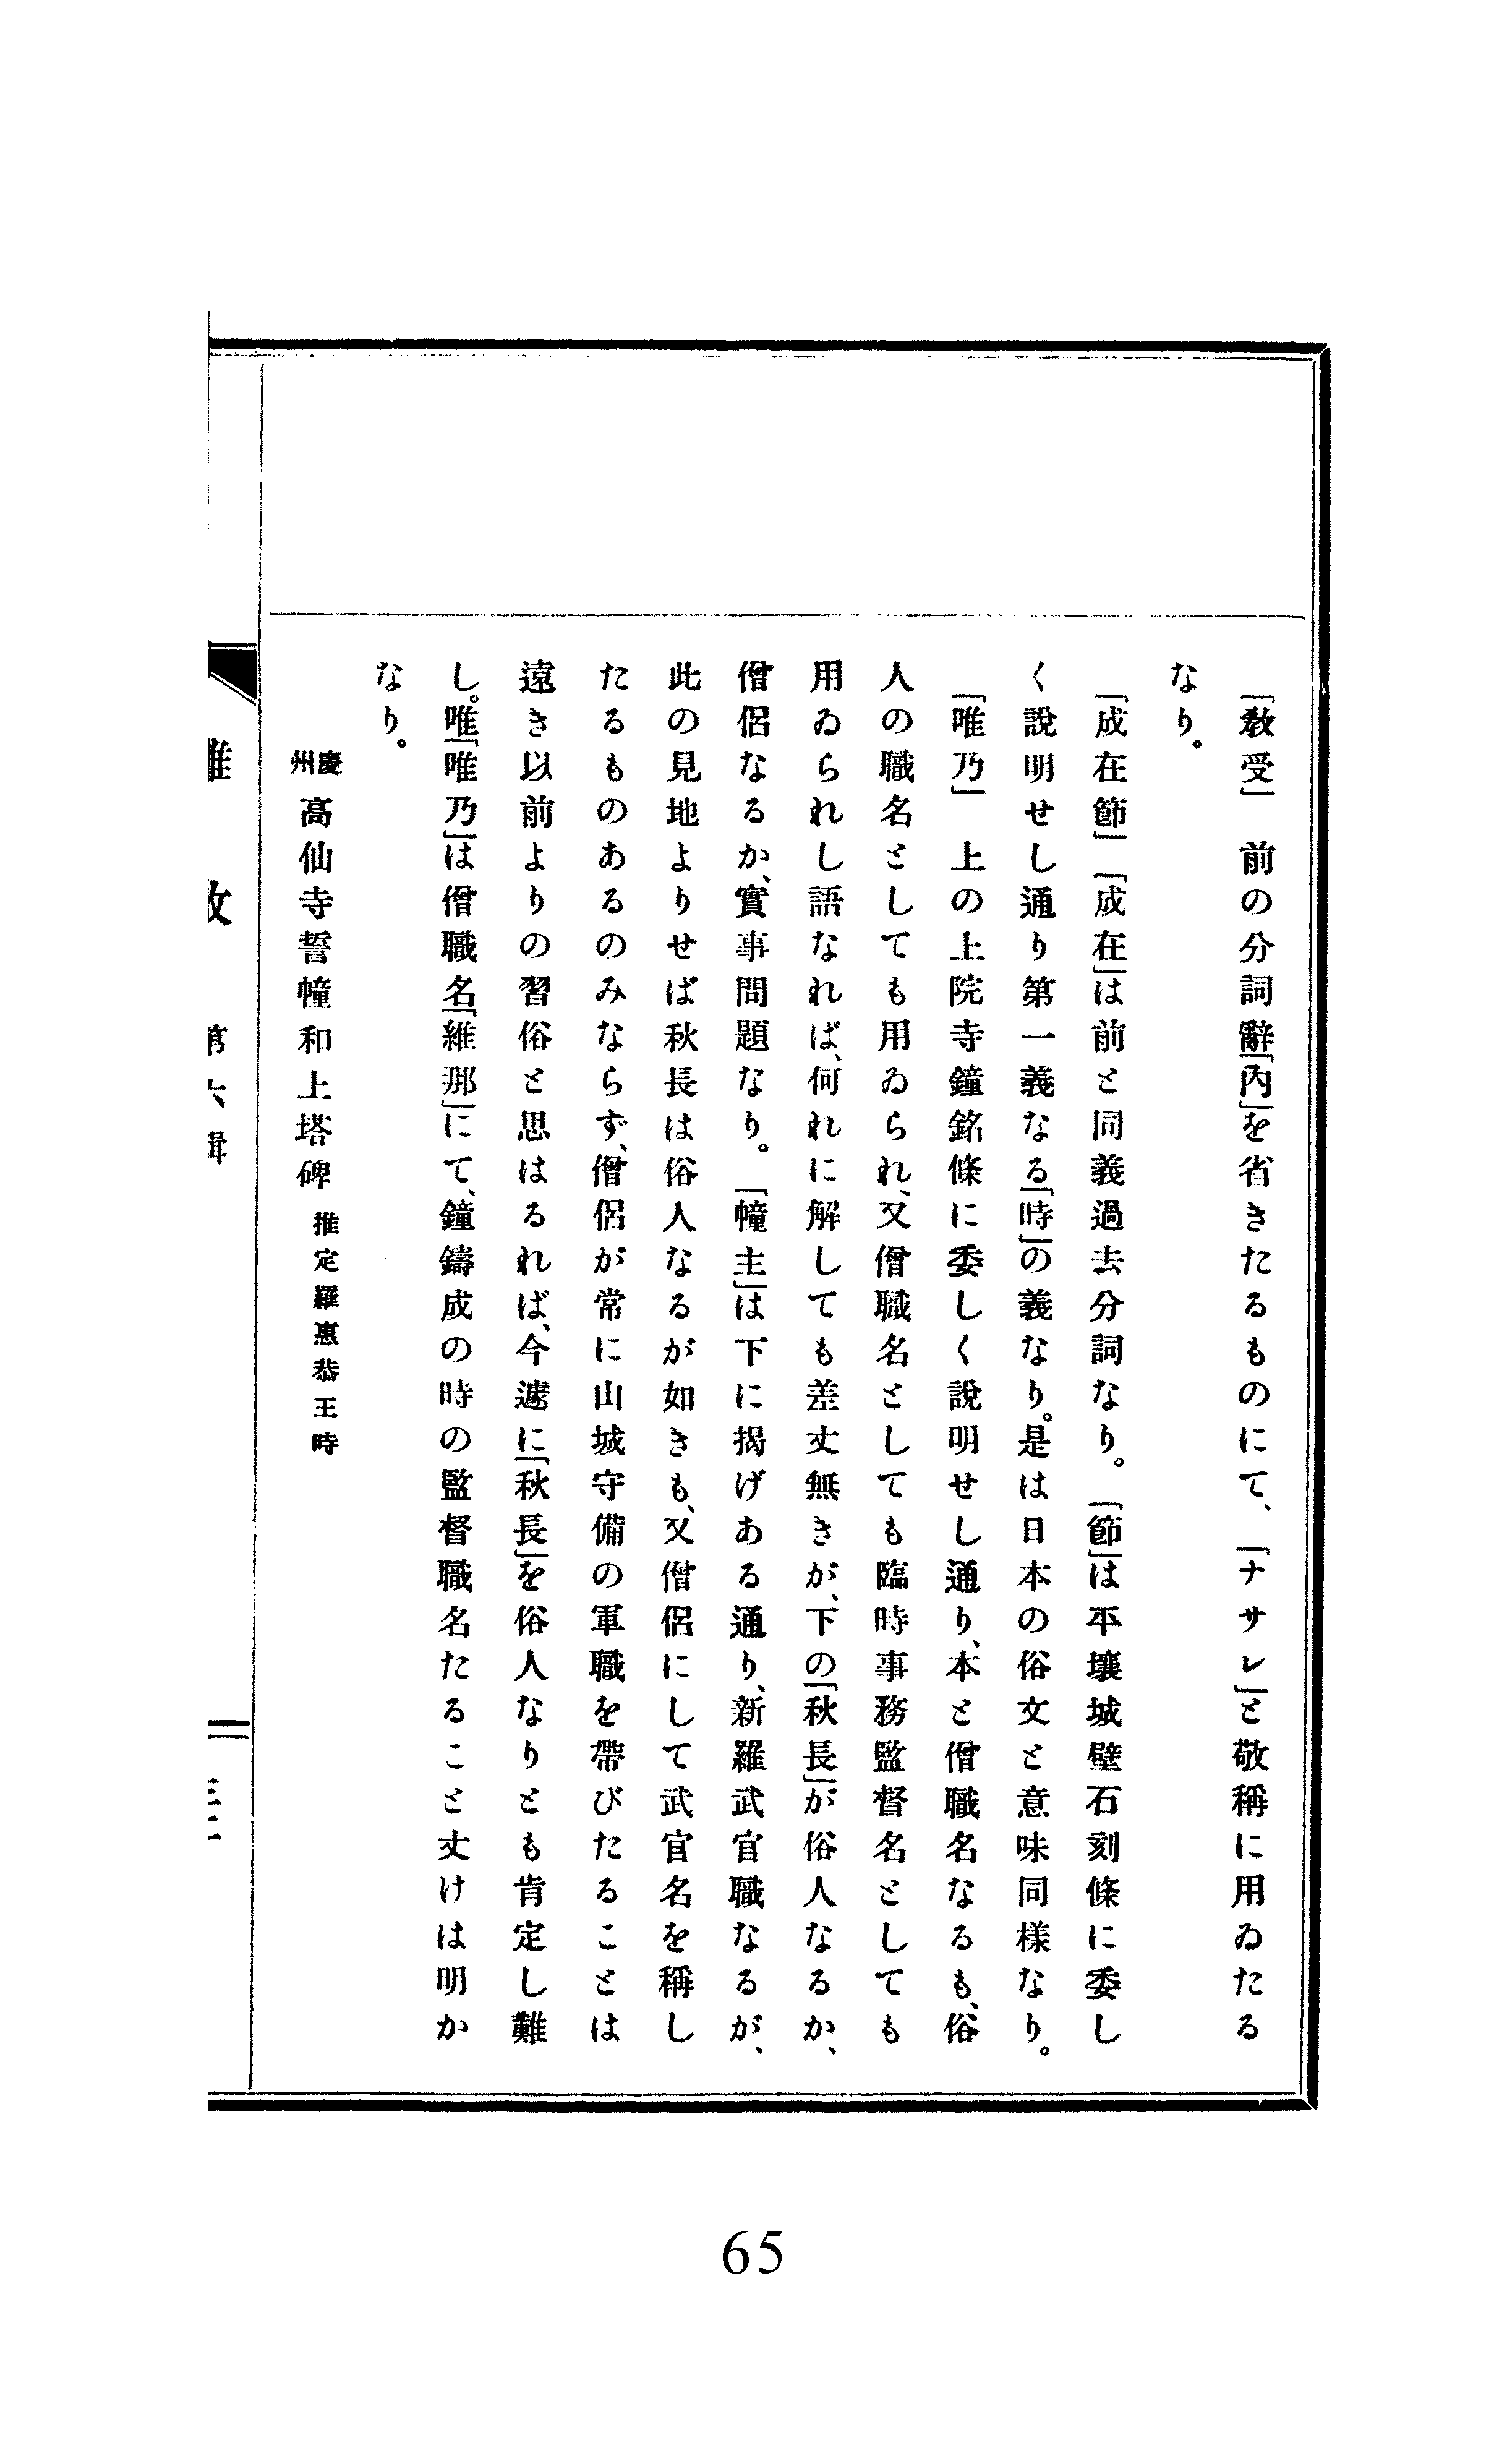 「敎受」　前の分詞辭「內」を省きたるものにて、「ナサレ」と敬稱に用ゐたる
なり。
「成在節」「成在」は前と同義過去分詞なり。「節」は平壤城壁石刻條に委し
く說明せし通り第一義なる「時」の義なり。是は日本の俗文と意味同樣なり。
「唯乃」　上の上院寺鐘銘條に委しく說明せし通り、本と僧職名なるも、俗
人の職名としても用ゐられ、又僧職名としても臨時事務監督名としても
用ゐられし語なれば、何れに解しても差丈無きが、下の「秋長」が俗人なるか、
僧侶なるか、實事問題なり。「幢主」は下に揭げある通り、新羅武官職なるが、
此の見地よりせば秋長は俗人なるが如きも、又僧侶にして武官名を稱し
たるものあるのみならず、僧侶が常に山城守備の軍職を帶びたることは
遠き以前よりの習俗と思はるれば、今遽に「秋長」を俗人なりとも肯定し難
し。唯「唯乃」は僧職名「維那」にて、鐘鑄成の時の監督職名たること丈けは明か
なり。
慶州 高仙寺誓幢和上塔碑 推定羅惠恭王時
第六輯
三二
65